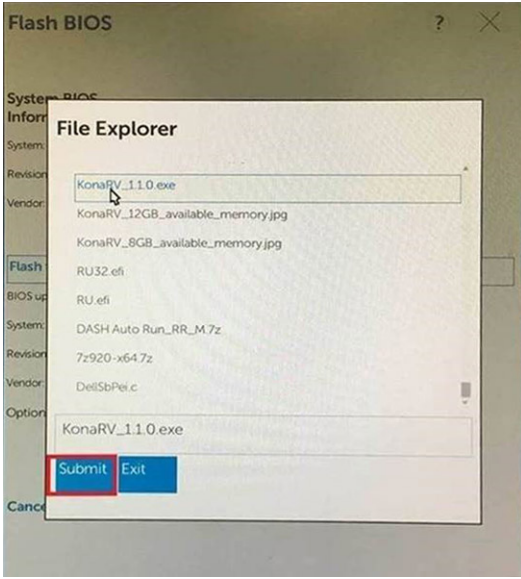 Flash BIOS ? X
System BIOS
Infor
System:
Revision
Vendor:
Flash
BIOS up
System:
Revision
Vendor:
Option
Cance
File Explorer
KonaRV_1.1.0.exe
KonaRV_12GB_available_memory.jpg
KonaRV_8GB_available_memory.jpg
RU32.efi
RU.efi
DASH Auto Run_RR_M.7z
7z920-x64.7z
DellSbPei.c
KonaRV_1.1.0.exe
Submit Exit